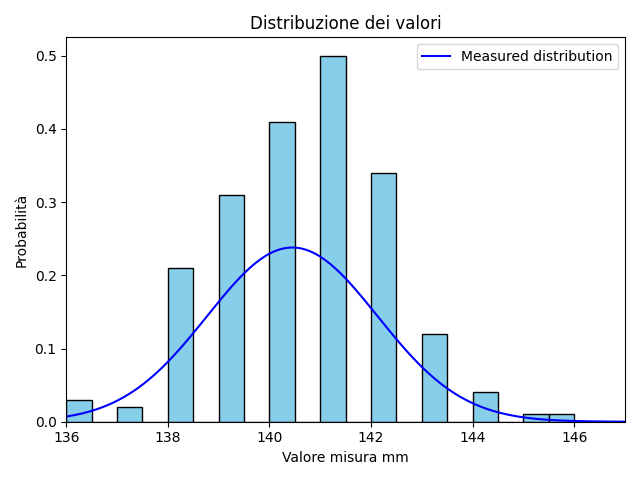 Distribuzione dei valori
Measured distribution
0.5
0.4
0.3
0.2
0.1
0.0
Probabilità
136 138 140 142 144 146
Valore misura mm